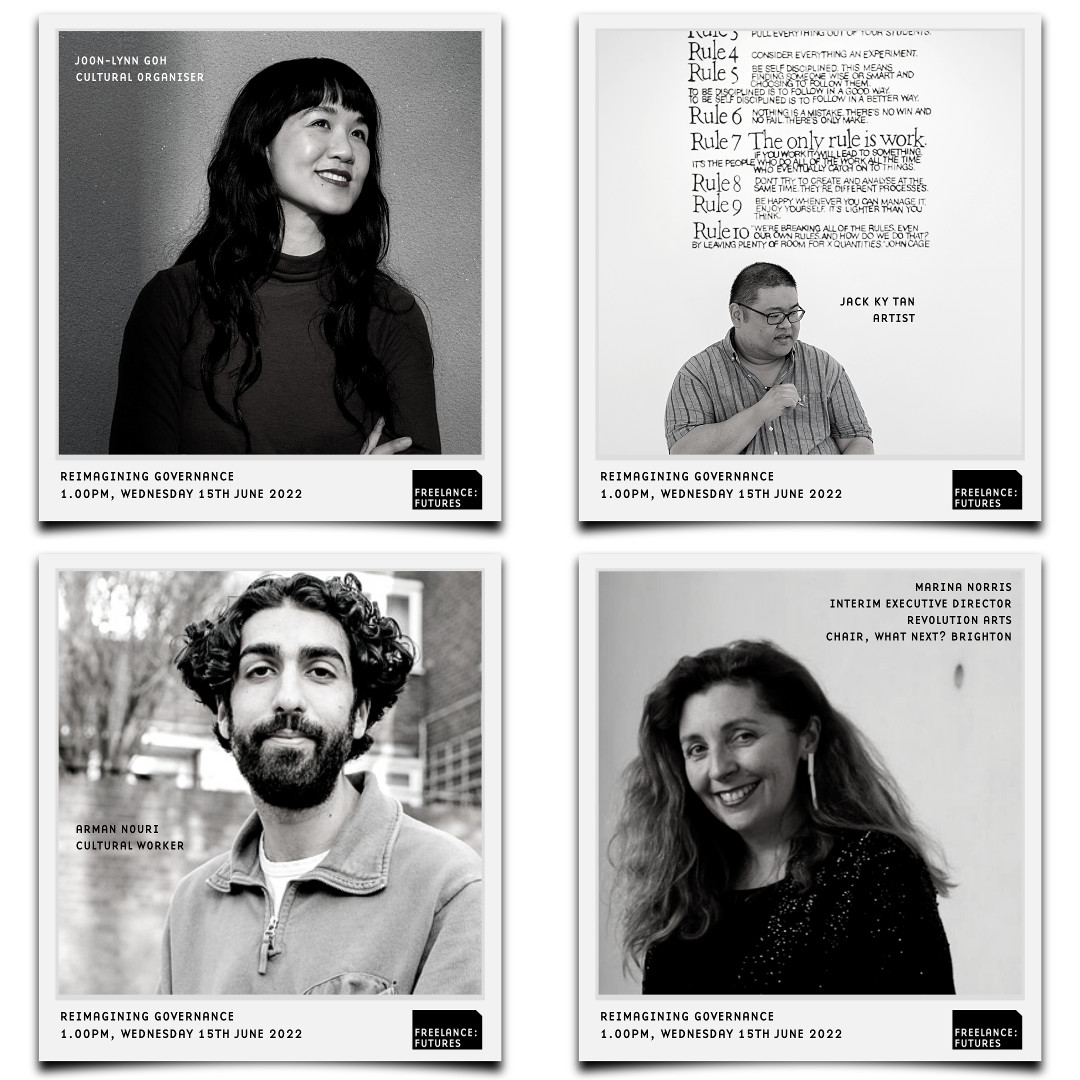 JOON-LYNN GOH
CULTURAL ORGANISER
REIMAGINING GOVERNANCE
1.00PM, WEDNESDAY 15TH JUNE 2022
FREELANCE:
FUTURES
Rule 3 PULL EVERYTHING OUT OF YOUR STUDENTS.
Rule 4 CONSIDER EVERYTHING AN EXPERIMENT.
Rule 5 BE SELF DISCIPLINED. THIS MEANS
FINDING SOMEONE WISE OR SMART AND
CHOOSING TO FOLLOW THEM.
TO BE DISCIPLINED IS TO FOLLOW IN A GOOD WAY.
TO BE SELF DISCIPLINED IS TO FOLLOW IN A BETTER WAY.
Rule 6 NOTHING IS A MISTAKE. THERE'S NO WIN AND
NO FAIL. THERE'S ONLY MAKE.
Rule 7 The only rule is work.
IF YOU WORK IT WILL LEAD TO SOMETHING.
IT'S THE PEOPLE WHO DO ALL OF THE WORK ALL THE TIME
WHO EVENTUALLY CATCH ON TO THINGS.
Rule 8 DON'T TRY TO CREATE AND ANALYSE AT THE
SAME TIME. THEY'RE DIFFERENT PROCESSES.
Rule 9 BE HAPPY WHENEVER YOU CAN MANAGE IT.
ENJOY YOURSELF. IT'S LIGHTER THAN YOU
THINK.
Rule 10 "WE'RE BREAKING ALL OF THE RULES. EVEN
OUR OWN RULES. AND HOW DO WE DO THAT?
BY LEAVING PLENTY OF ROOM FOR X QUANTITIES." JOHN CAGE
JACK KY TAN
ARTIST
REIMAGINING GOVERNANCE
1.00PM, WEDNESDAY 15TH JUNE 2022
FREELANCE:
FUTURES
ARMAN NOURI
CULTURAL WORKER
REIMAGINING GOVERNANCE
1.00PM, WEDNESDAY 15TH JUNE 2022
FREELANCE:
FUTURES
MARINA NORRIS
INTERIM EXECUTIVE DIRECTOR
REVOLUTION ARTS
CHAIR, WHAT NEXT? BRIGHTON
REIMAGINING GOVERNANCE
1.00PM, WEDNESDAY 15TH JUNE 2022
FREELANCE:
FUTURES